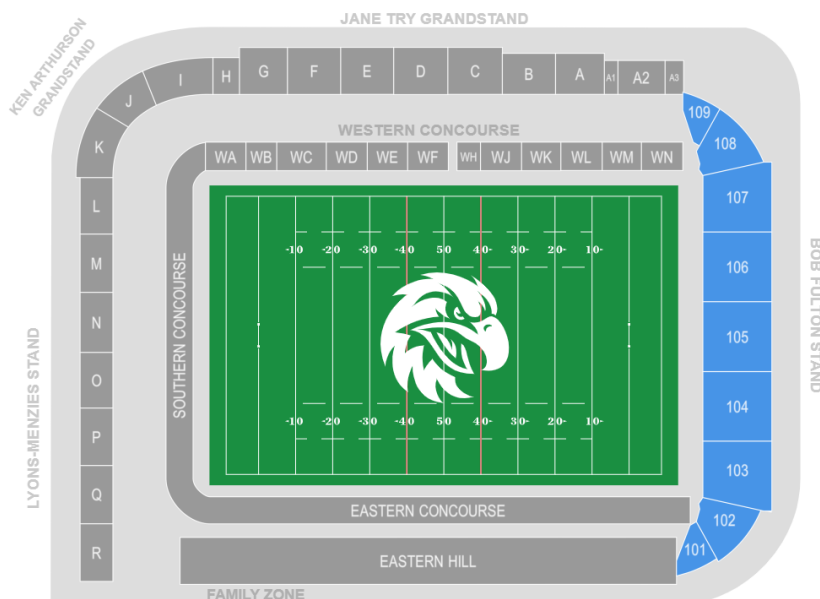 JANE TRY GRANDSTAND
KEN ARTHURSON
GRANDSTAND
K
J
I
H
G
F
E
D
C
B
A
A1
A2
A3
WESTERN CONCOURSE
WA
WB
WC
WD
WE
WF
WH
WJ
WK
WL
WM
WN
109
108
107
106
105
104
103
102
101
BOB FULTON STAND
L
M
N
O
P
Q
R
LYONS-MENZIES STAND
SOUTHERN CONCOURSE
-10 -20 -30 -40 50 40- 30- 20- 10-
-10 -20 -30 -40 50 40- 30- 20- 10-
EASTERN CONCOURSE
EASTERN HILL
FAMILY ZONE